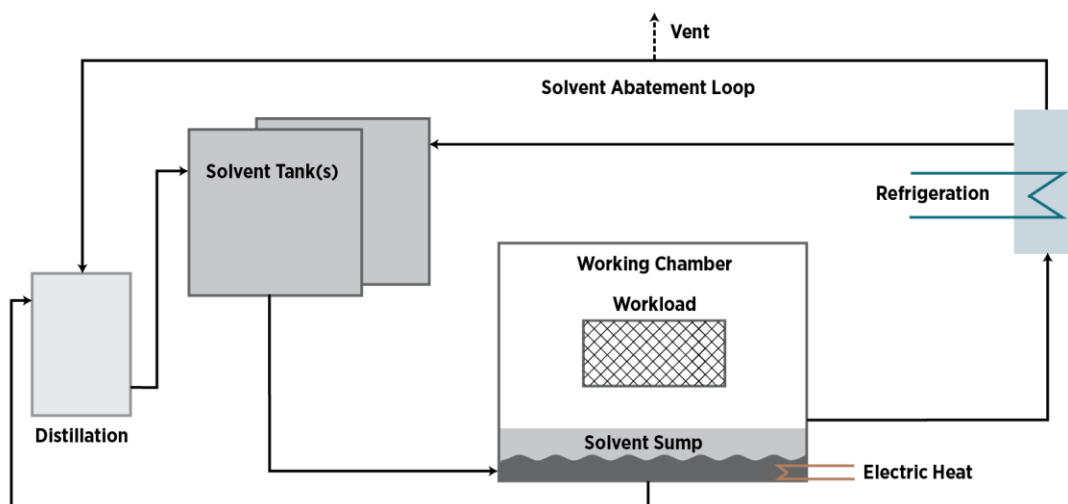 Vent
Solvent Abatement Loop
Solvent Tank(s)
Refrigeration
Working Chamber
Workload
Distillation
Solvent Sump
Electric Heat